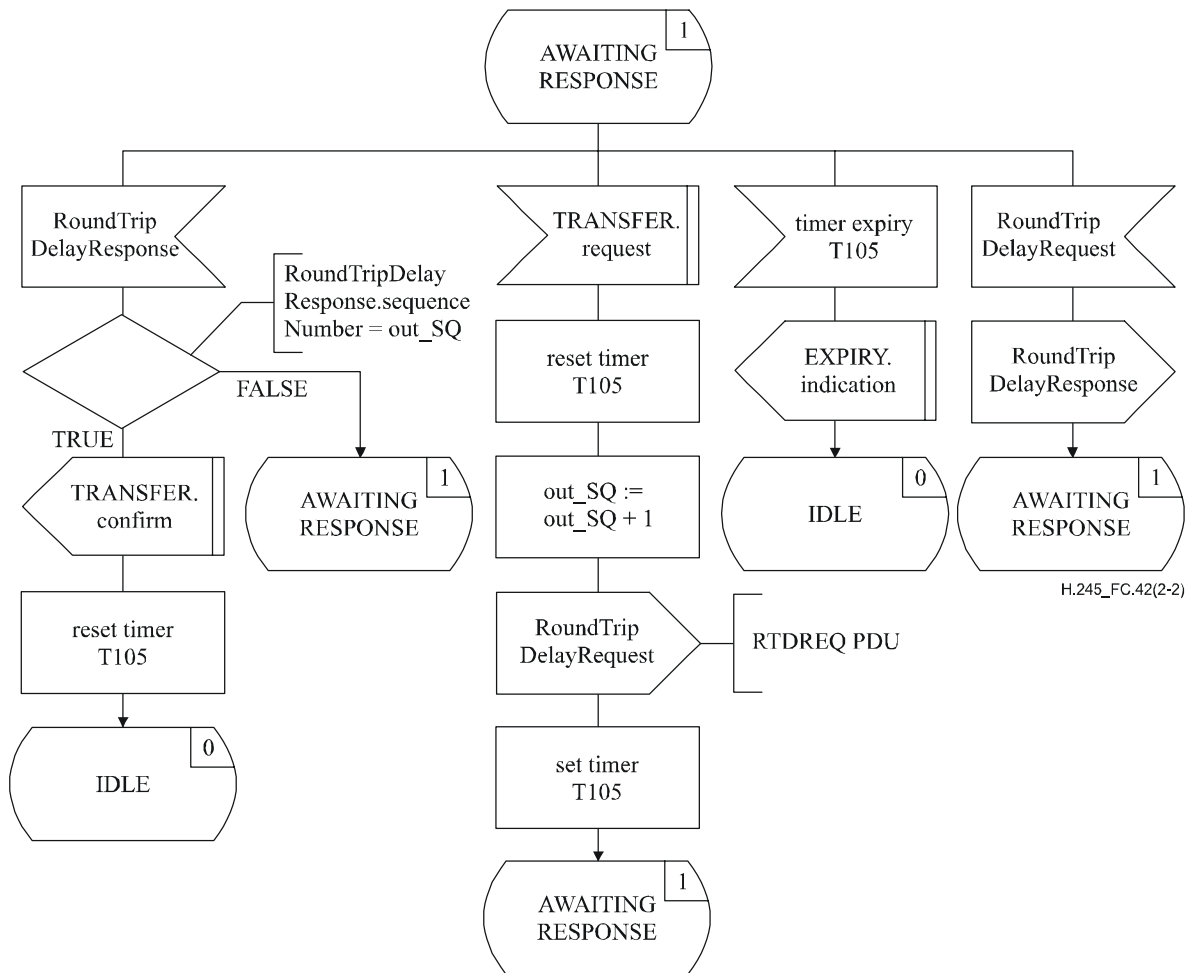 1
AWAITING
RESPONSE
RoundTrip
DelayResponse
RoundTripDelay
Response.sequence
Number = out_SQ
FALSE
TRUE
TRANSFER.
confirm
reset timer
T105
0
IDLE
1
AWAITING
RESPONSE
TRANSFER.
request
reset timer
T105
out_SQ :=
out_SQ + 1
RoundTrip
DelayRequest
RTDREQ PDU
set timer
T105
1
AWAITING
RESPONSE
timer expiry
T105
EXPIRY.
indication
0
IDLE
RoundTrip
DelayRequest
RoundTrip
DelayResponse
1
AWAITING
RESPONSE
H.245_FC.42(2-2)